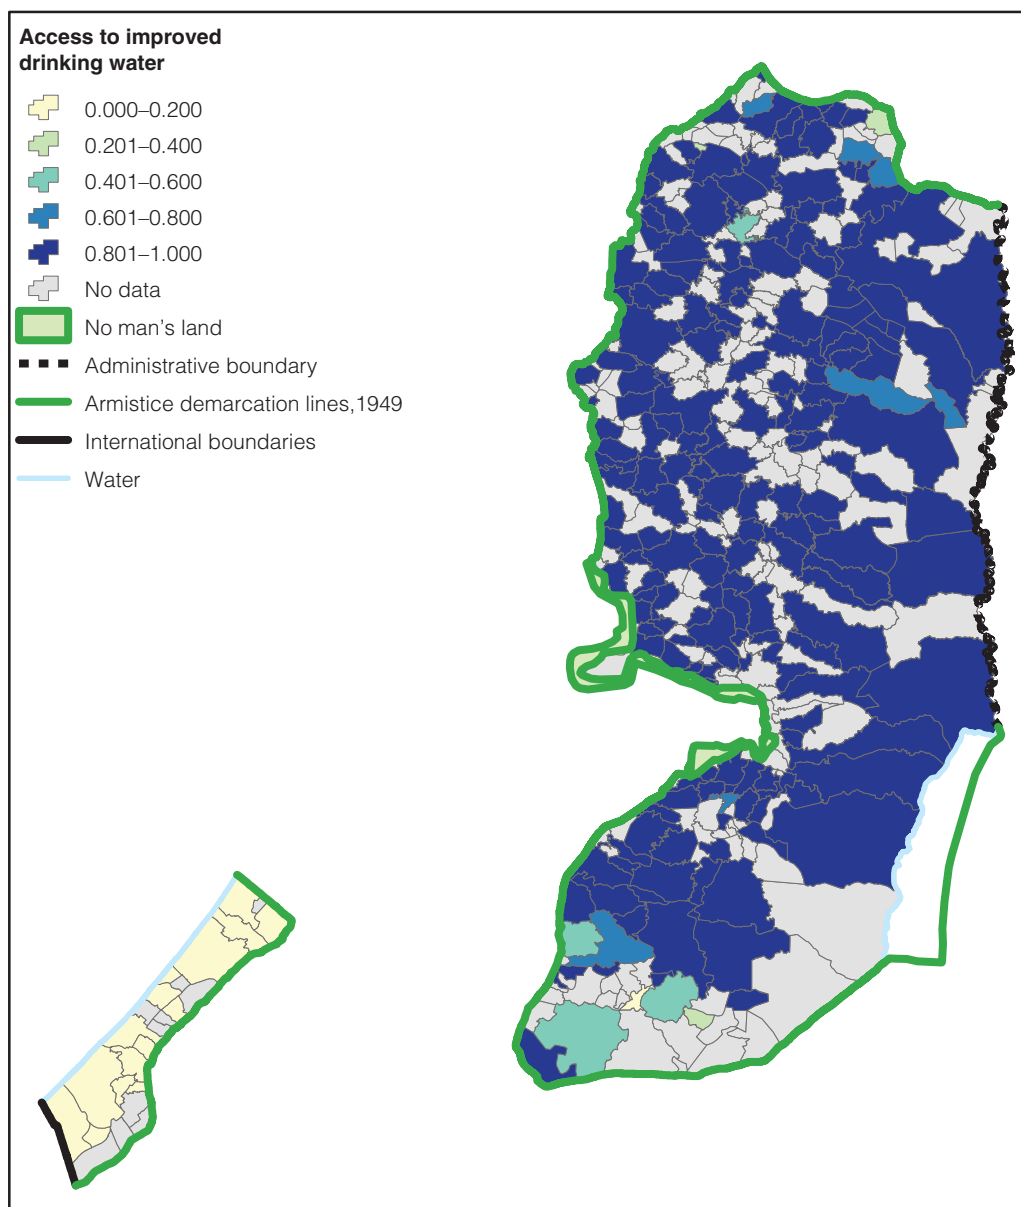 Access to improved
drinking water
0.000–0.200
0.201–0.400
0.401–0.600
0.601–0.800
0.801–1.000
No data
No man's land
Administrative boundary
Armistice demarcation lines,1949
International boundaries
Water